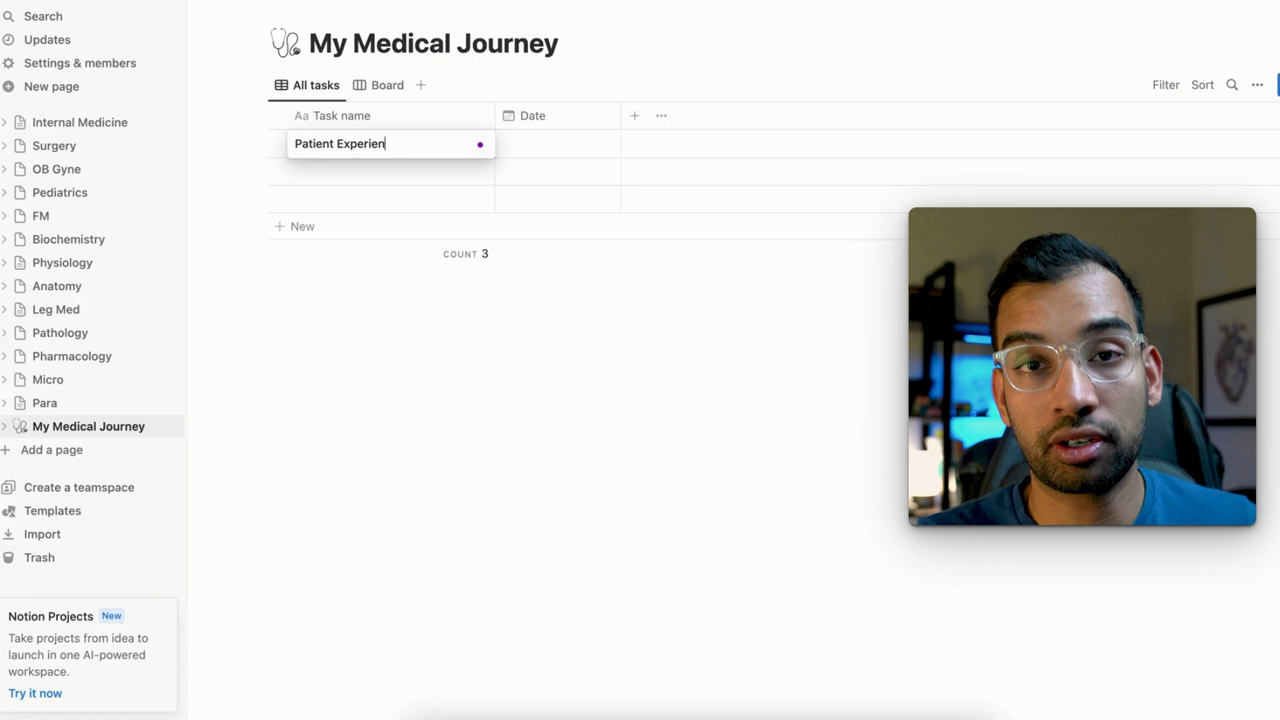 Search
Updates
Settings & members
New page
Internal Medicine
Surgery
OB Gyne
Pediatrics
FM
Biochemistry
Physiology
Anatomy
Leg Med
Pathology
Pharmacology
Micro
Para
My Medical Journey
Add a page
Create a teamspace
Templates
Import
Trash
Notion Projects New
Take projects from idea to
launch in one AI-powered
workspace.
Try it now
My Medical Journey
All tasks Board
Filter Sort
Aa Task name Date
Patient Experien
New
COUNT 3